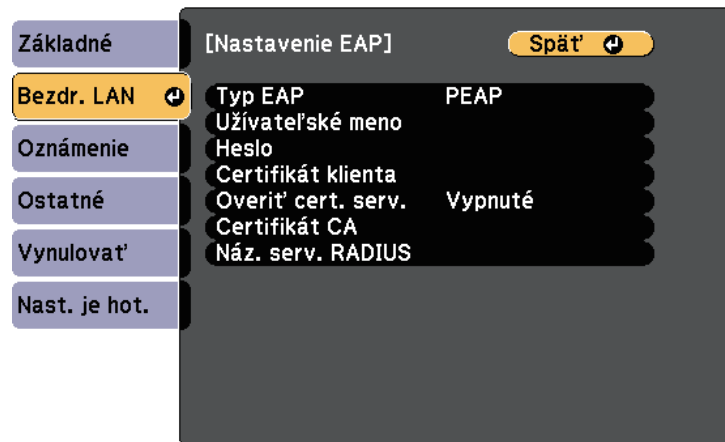 Základné
Bezdr. LAN
Oznámenie
Ostatné
Vynulovať
Nast. je hot.
[Nastavenie EAP]
Späť
Typ EAP PEAP
Užívateľské meno
Heslo
Certifikát klienta
Overiť cert. serv. Vypnuté
Certifikát CA
Náz. serv. RADIUS